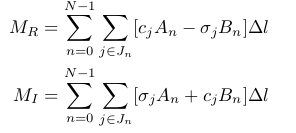 M_R = \sum_{n=0}^{N-1} \sum_{j \in J_n} [c_j A_n - \sigma_j B_n] \Delta l
M_I = \sum_{n=0}^{N-1} \sum_{j \in J_n} [\sigma_j A_n + c_j B_n] \Delta l